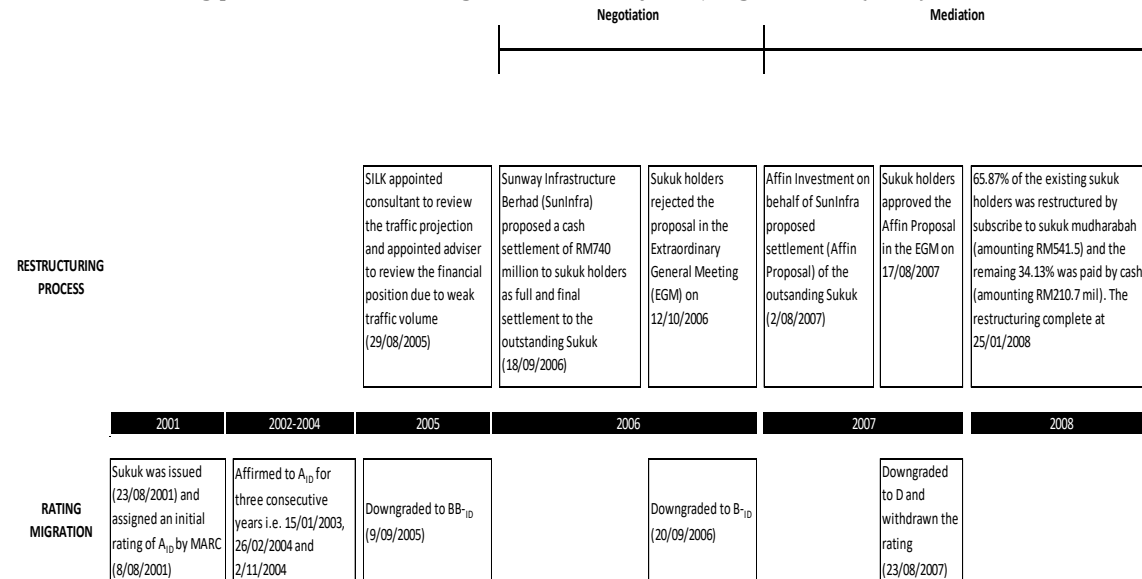 Negotiation
Mediation
SILK appointed
consultant to review
the traffic projection
and appointed adviser
to review the financial
position due to weak
traffic volume
(29/08/2005)
Sunway Infrastructure
Berhad (SunInfra)
proposed a cash
settlement of RM740
million to sukuk holders
as full and final
settlement to the
outstanding Sukuk
(18/09/2006)
Sukuk holders
rejected the
proposal in the
Extraordinary
General Meeting
(EGM) on
12/10/2006
Affin Investment on
behalf of SunInfra
proposed
settlement (Affin
Proposal) of the
outsanding Sukuk
(2/08/2007)
Sukuk holders
approved the
Affin Proposal
in the EGM on
17/08/2007
65.87% of the existing sukuk
holders was restructured by
subscribe to sukuk mudharabah
(amounting RM541.5) and the
remaing 34.13% was paid by cash
(amounting RM210.7 mil). The
restructuring complete at
25/01/2008
RESTRUCTURING
PROCESS
2001
2002-2004
2005
2006
2007
2008
RATING
MIGRATION
Sukuk was issued
(23/08/2001) and
assigned an initial
rating of A_ID by MARC
(8/08/2001)
Affirmed to A_ID for
three consecutive
years i.e. 15/01/2003,
26/02/2004 and
2/11/2004
Downgraded to BB-_ID
(9/09/2005)
Downgraded to B-_ID
(20/09/2006)
Downgraded
to D and
withdrawn the
rating
(23/08/2007)